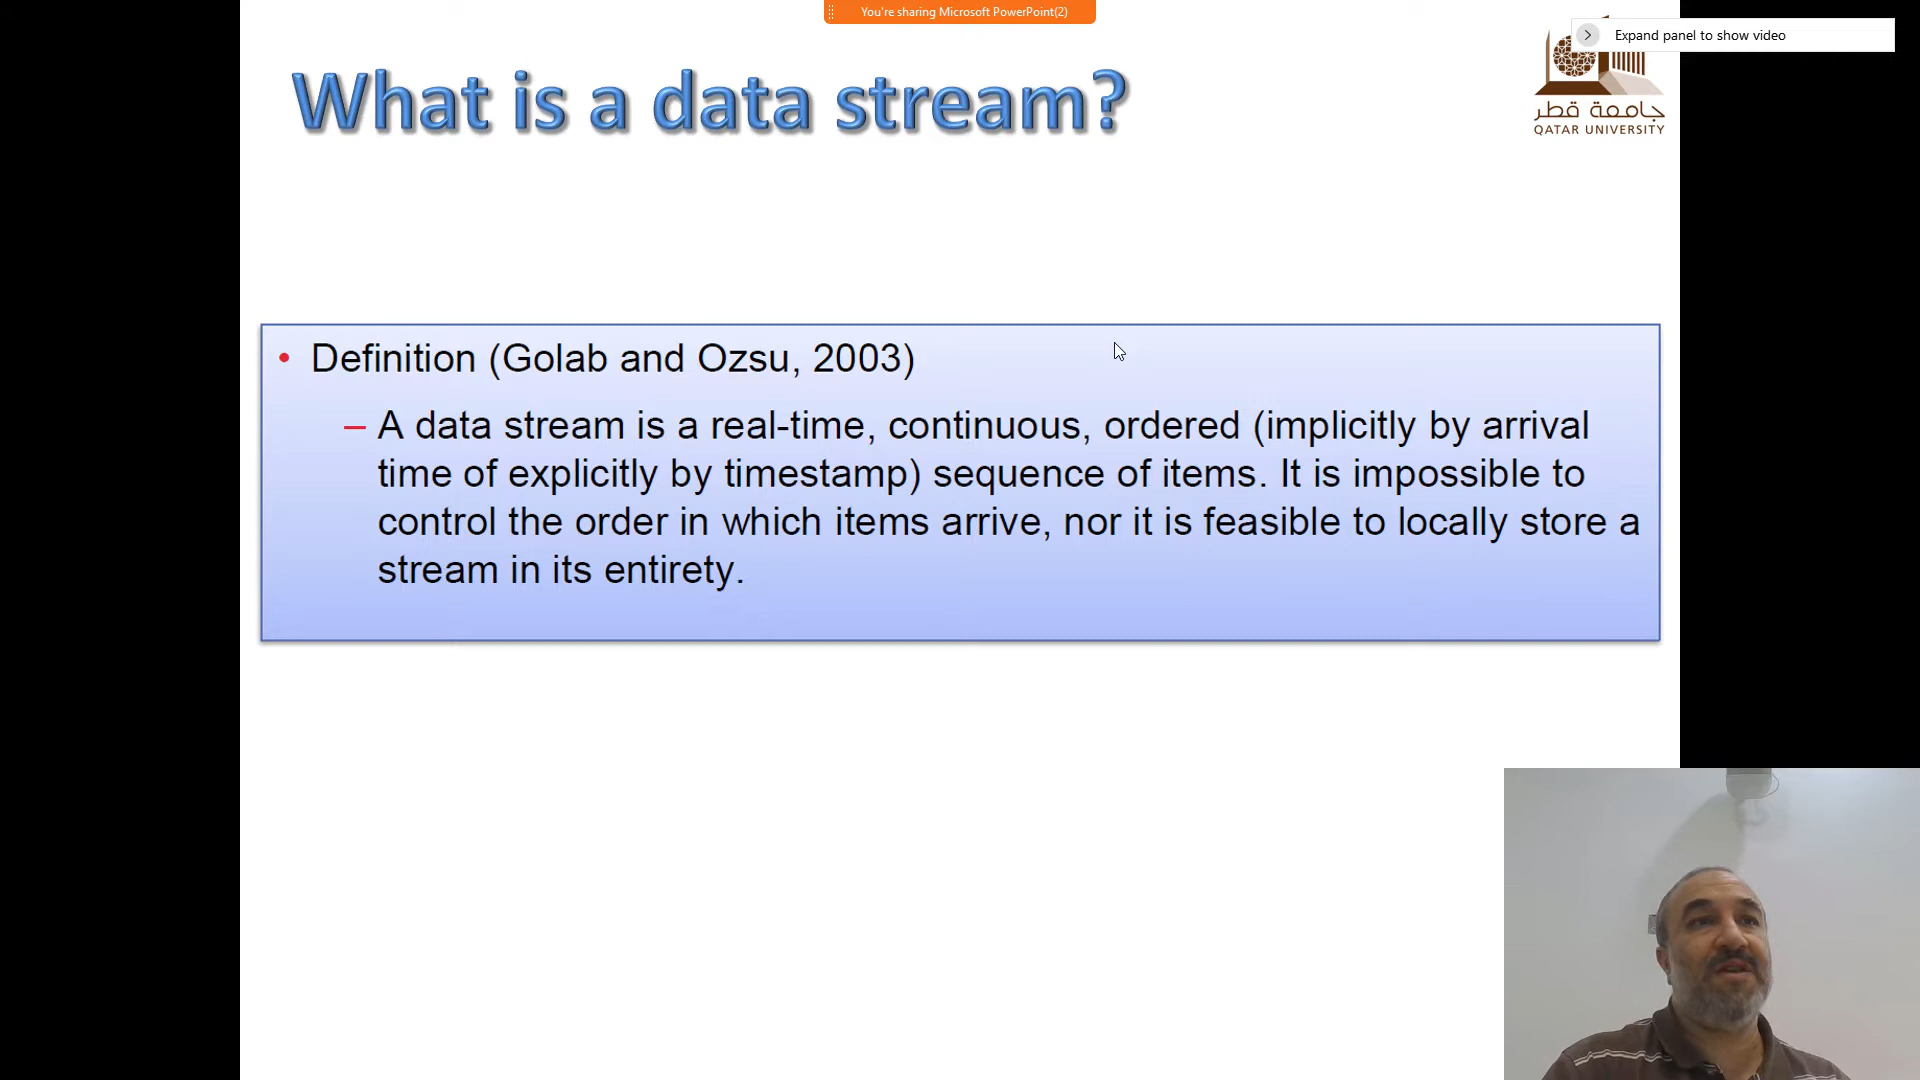 You're sharing Microsoft PowerPoint(2)
Expand panel to show video
What is a data stream?
جامعة قطر
QATAR UNIVERSITY
• Definition (Golab and Ozsu, 2003)
– A data stream is a real-time, continuous, ordered (implicitly by arrival
time of explicitly by timestamp) sequence of items. It is impossible to
control the order in which items arrive, nor it is feasible to locally store a
stream in its entirety.